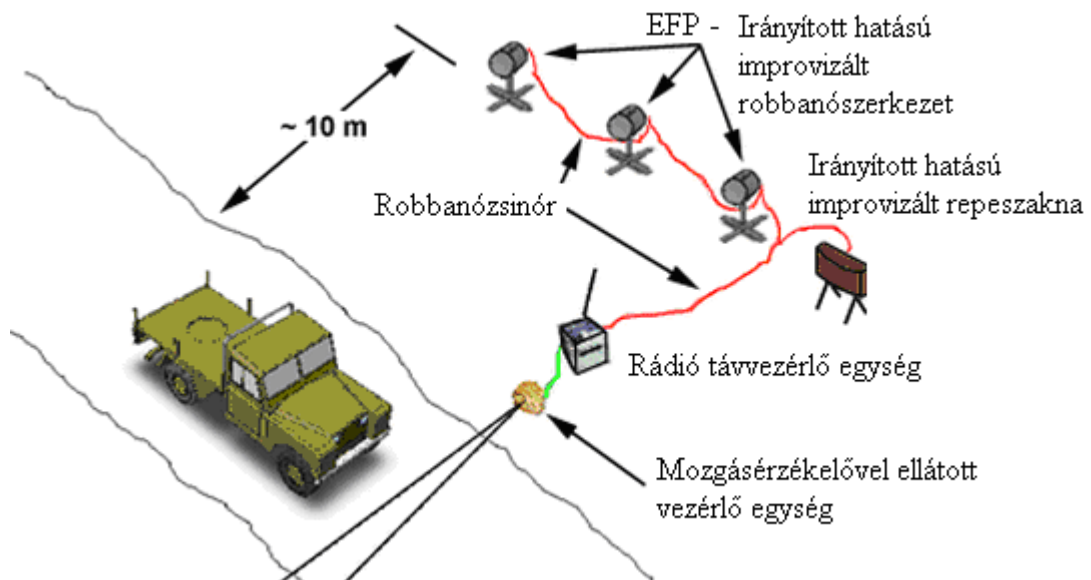 EFP - Irányított hatású
improvizált
robbanószerkezet
~ 10 m
Irányított hatású
improvizált repeszakna
Robbanózsinór
Rádió távvezérlő egység
Mozgásérzékelővel ellátott
vezérlő egység